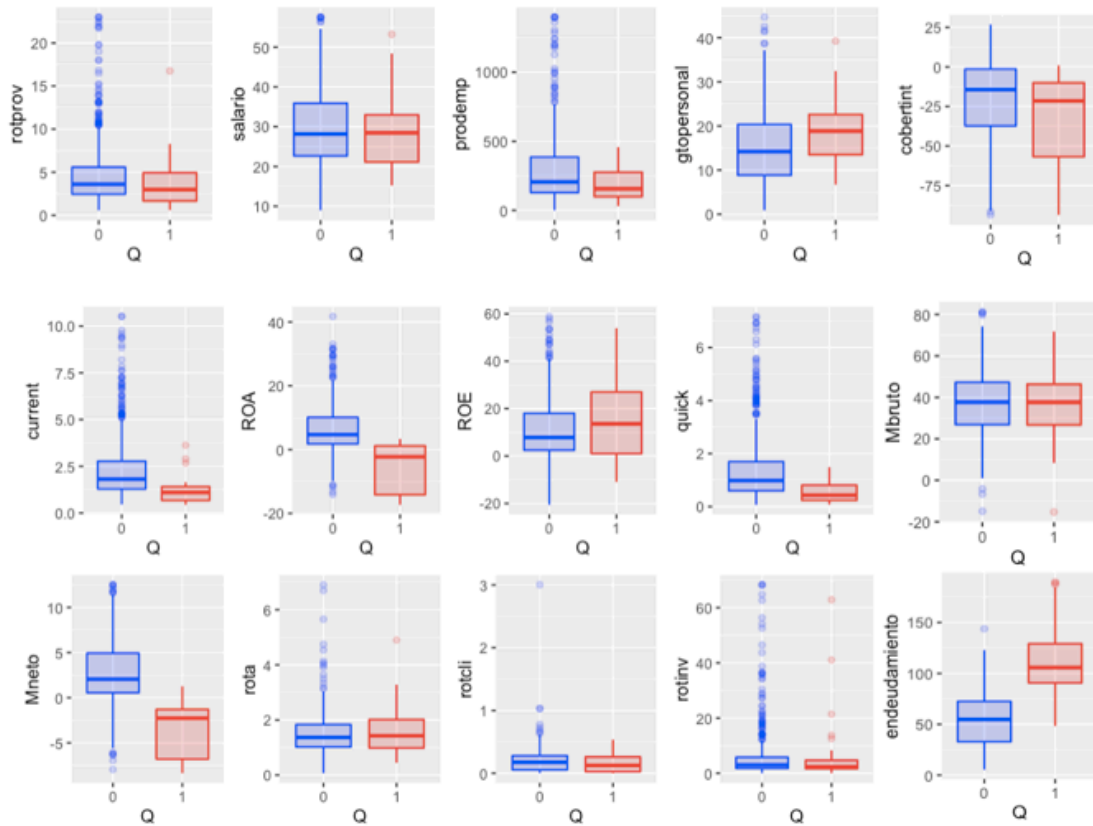 rotprov
20
15
10
5
0
0 1
Q
salario
50
40
30
20
10
0 1
Q
prodemp
1000
500
0
0 1
Q
gtopersonal
40
30
20
10
0
0 1
Q
cobertint
25
0
-25
-50
-75
0 1
Q
current
10.0
7.5
5.0
2.5
0.0
0 1
Q
ROA
40
20
0
-20
0 1
Q
ROE
60
40
20
0
-20
0 1
Q
quick
6
4
2
0
0 1
Q
Mbruto
80
60
40
20
0
-20
0 1
Q
Mneto
10
5
0
-5
0 1
Q
rota
6
4
2
0
0 1
Q
rotcli
3
2
1
0
0 1
Q
rotinv
60
40
20
0
0 1
Q
endeudamiento
150
100
50
0
0 1
Q